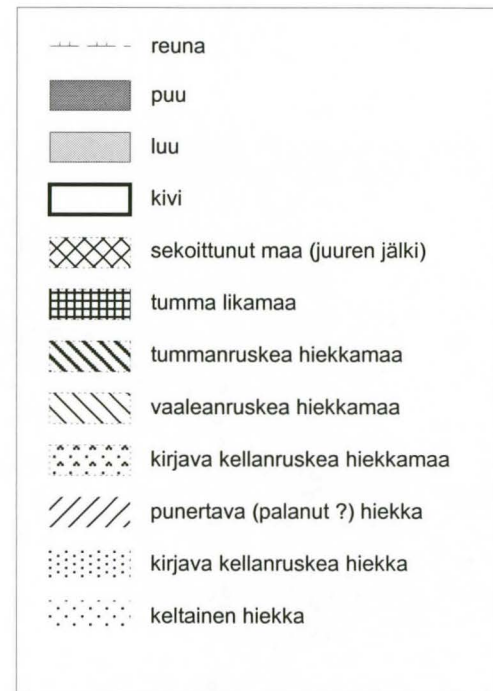 reuna
puu
luu
kivi
sekoittunut maa (juuren jälki)
tumma likamaa
tummanruskea hiekkamaa
vaaleanruskea hiekkamaa
kirjava kellanruskea hiekkamaa
punertava (palanut ?) hiekka
kirjava kellanruskea hiekka
keltainen hiekka